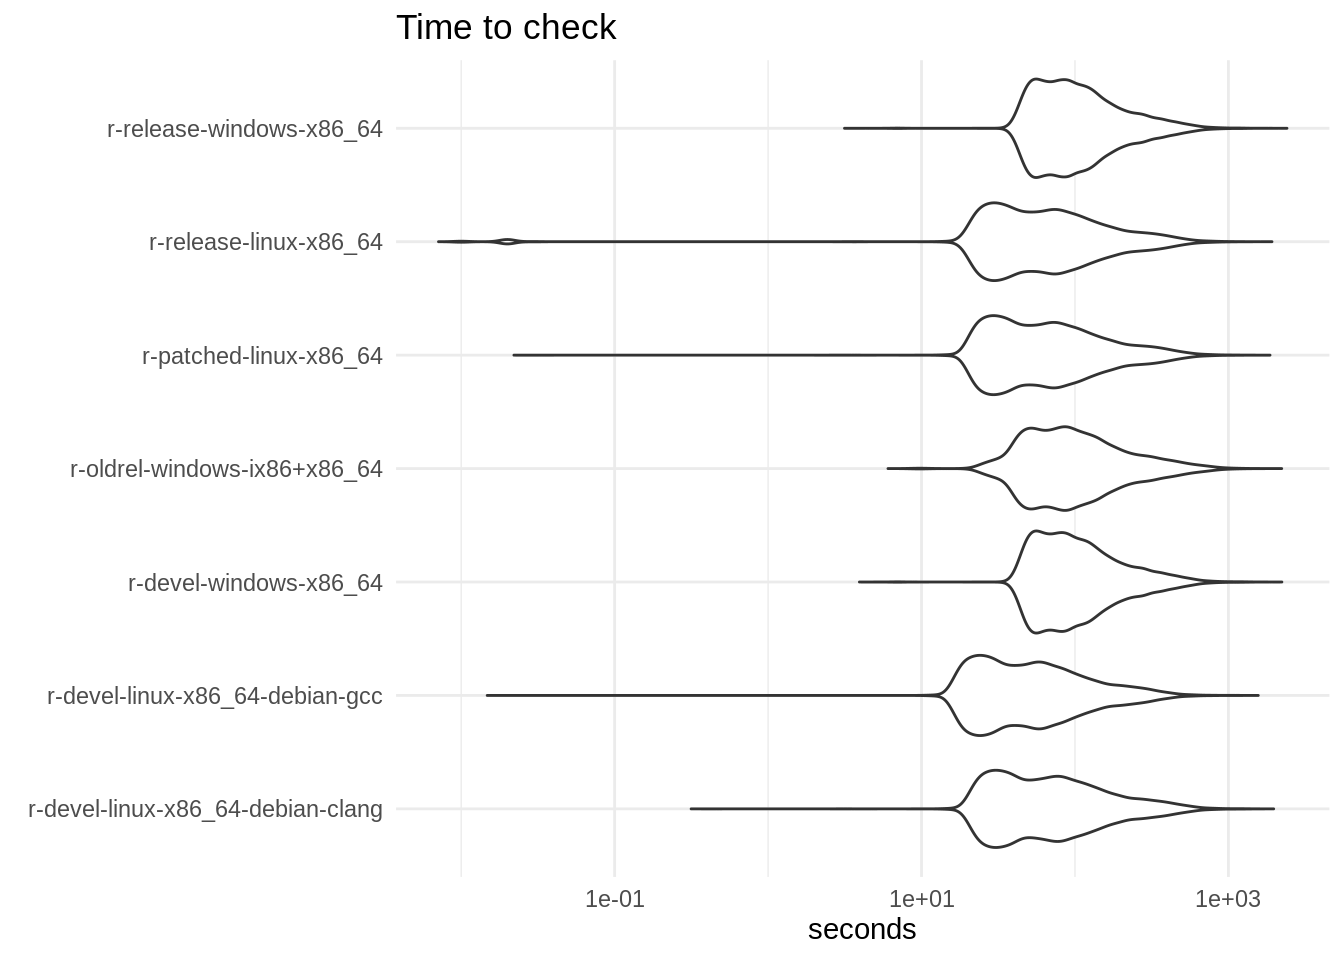 Time to check
r-release-windows-x86_64
r-release-linux-x86_64
r-patched-linux-x86_64
r-oldrel-windows-ix86+x86_64
r-devel-windows-x86_64
r-devel-linux-x86_64-debian-gcc
r-devel-linux-x86_64-debian-clang
1e-01 1e+01 1e+03
seconds